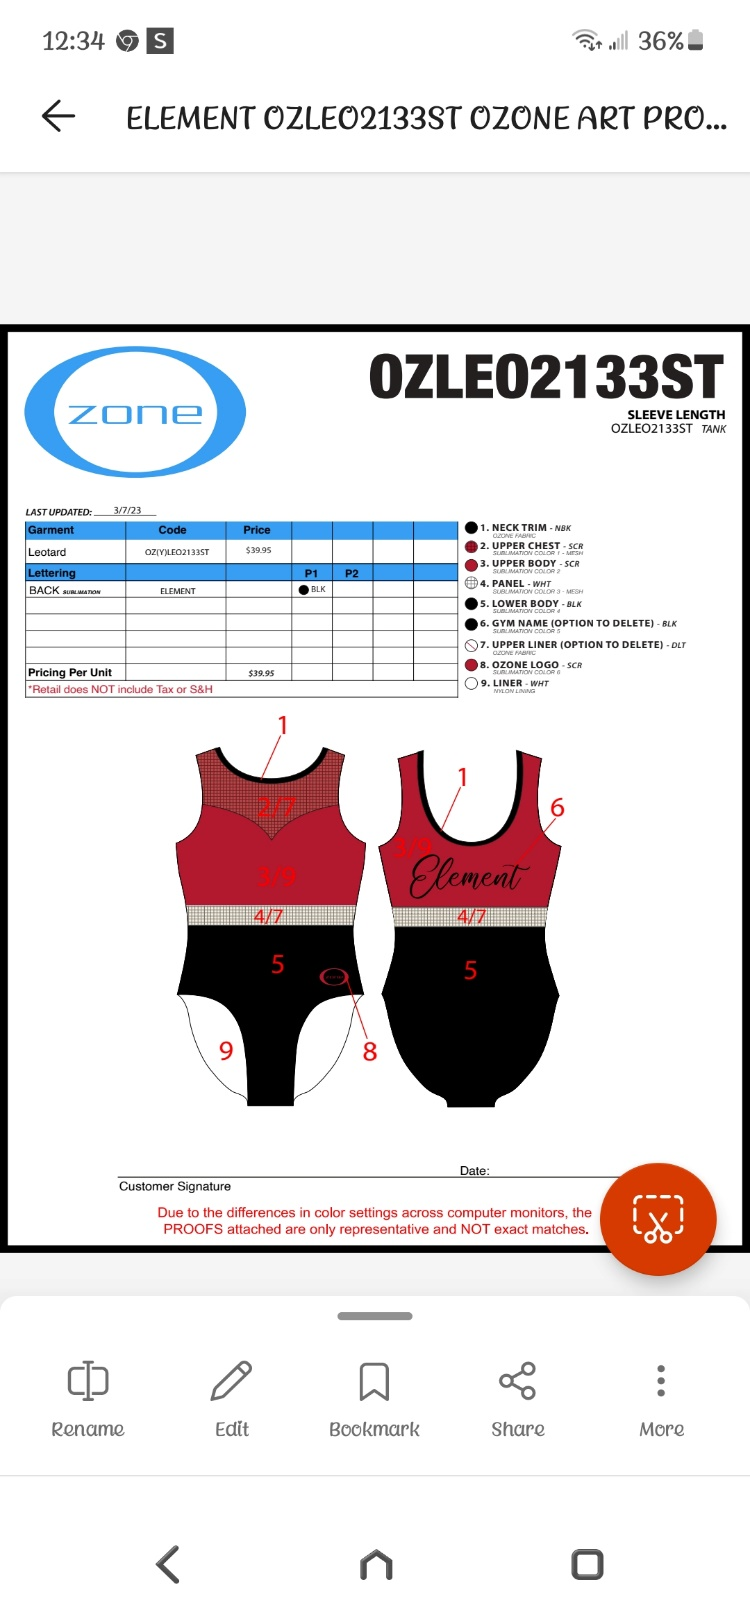 12:34 S 36%
ELEMENT OZLEO2133ST OZONE ART PRO...
zone
OZLEO2133ST
SLEEVE LENGTH
OZLEO2133ST TANK
LAST UPDATED: 3/7/23
Garment Code Price
Leotard OZ(Y)LEO2133ST $39.95
Lettering P1 P2
BACK SUBLIMATION ELEMENT BLK
Pricing Per Unit $39.95
*Retail does NOT include Tax or S&H
1. NECK TRIM - NBK
OZONE FABRIC
2. UPPER CHEST - SCR
SUBLIMATION COLOR 1 - MESH
3. UPPER BODY - SCR
SUBLIMATION COLOR 2
4. PANEL - WHT
SUBLIMATION COLOR 3 - MESH
5. LOWER BODY - BLK
SUBLIMATION COLOR 4
6. GYM NAME (OPTION TO DELETE) - BLK
SUBLIMATION COLOR 5
7. UPPER LINER (OPTION TO DELETE) - DLT
OZONE FABRIC
8. OZONE LOGO - SCR
SUBLIMATION COLOR 6
9. LINER - WHT
NYLON LINING
1
1
2/7
6
3/9
3/9
Element
4/7
4/7
5
5
9
8
Date:
Customer Signature
Due to the differences in color settings across computer monitors, the
PROOFS attached are only representative and NOT exact matches.
Rename Edit Bookmark Share More